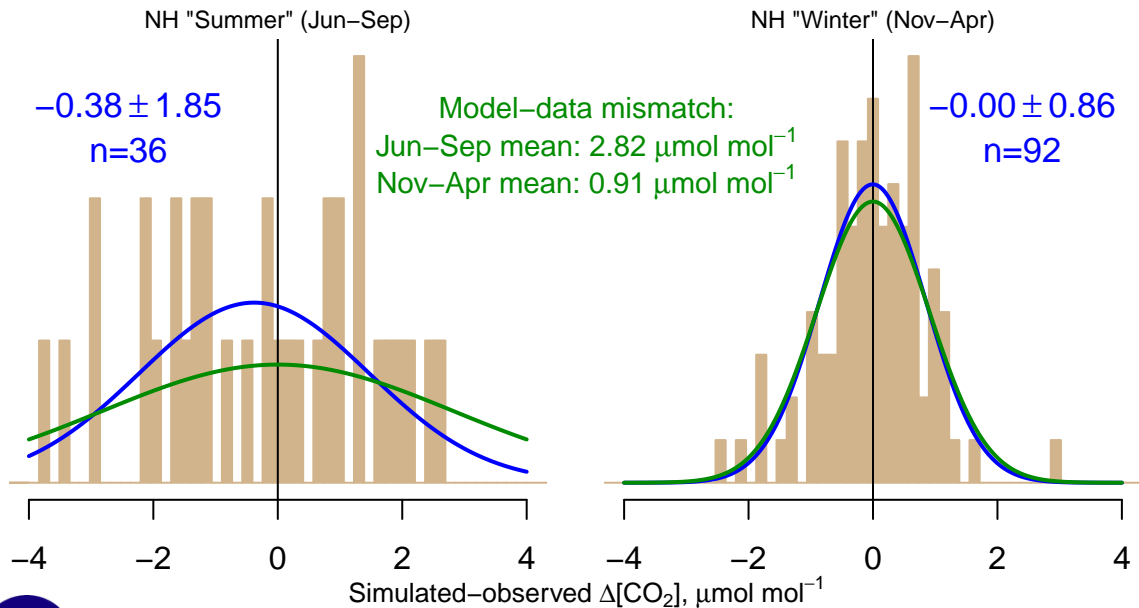 NH "Summer" (Jun−Sep)
−0.38 ± 1.85
n=36
Model−data mismatch:
Jun−Sep mean: 2.82 μmol mol⁻¹
Nov−Apr mean: 0.91 μmol mol⁻¹
NH "Winter" (Nov−Apr)
−0.00 ± 0.86
n=92
−4 −2 0 2 4
−4 −2 0 2 4
Simulated−observed Δ[CO₂], μmol mol⁻¹